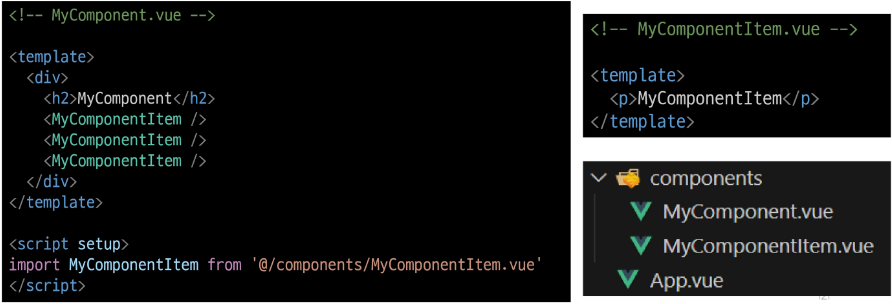 <!-- MyComponent.vue -->
<template>
  <div>
    <h2>MyComponent</h2>
    <MyComponentItem />
    <MyComponentItem />
    <MyComponentItem />
  </div>
</template>
<script setup>
import MyComponentItem from '@/components/MyComponentItem.vue'
</script>
<!-- MyComponentItem.vue -->
<template>
  <p>MyComponentItem</p>
</template>
components
MyComponent.vue
MyComponentItem.vue
App.vue